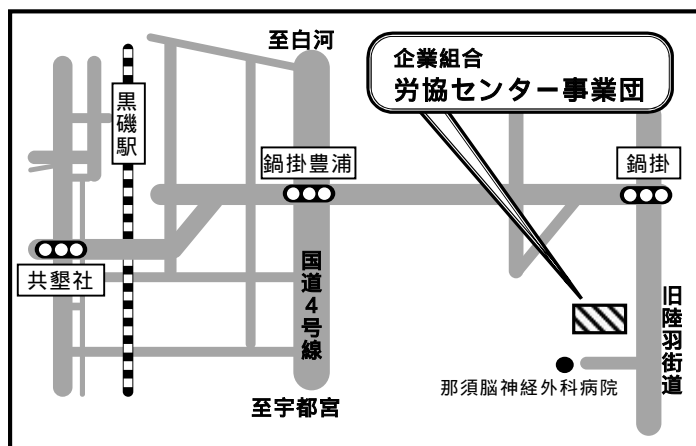 至白河
企業組合
労協センター事業団
黒磯駅
鍋掛豊浦
鍋掛
共墾社
国道4号線
旧陸羽街道
那須脳神経外科病院
至宇都宮